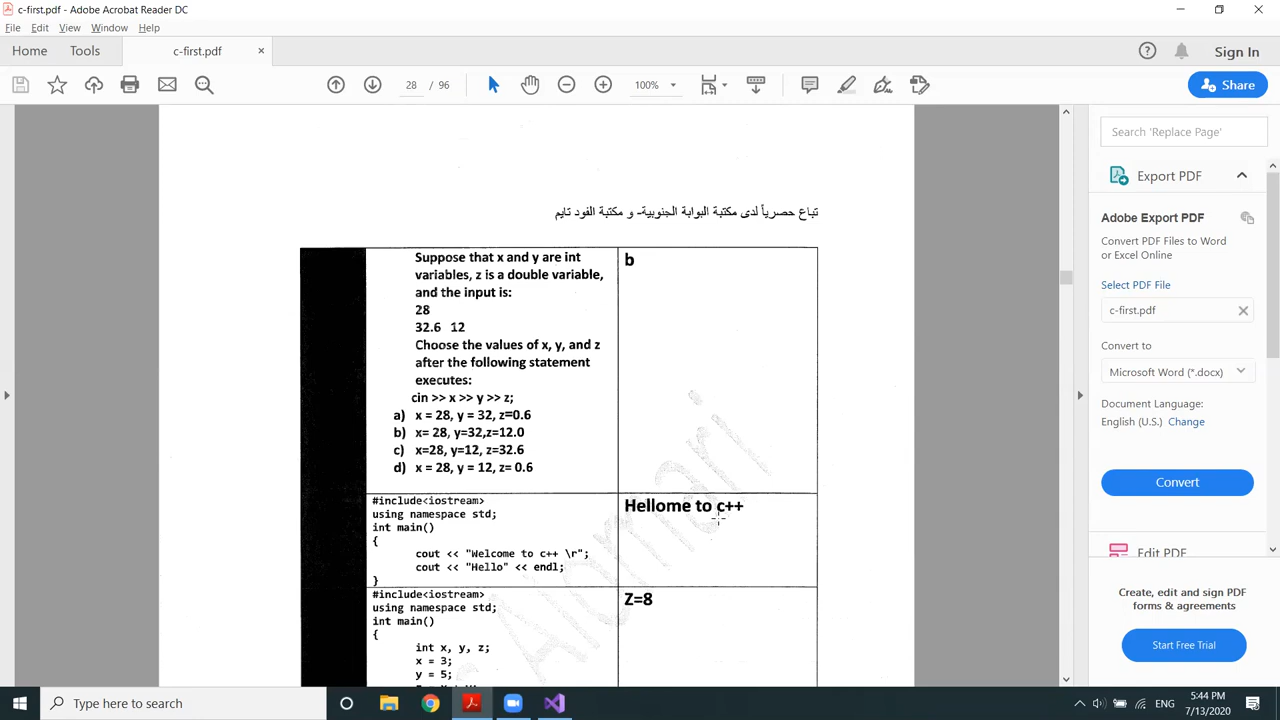 c-first.pdf - Adobe Acrobat Reader DC
File Edit View Window Help
Home Tools c-first.pdf × Sign In
28 / 96 100% Share
تباع حصرياً لدى مكتبة البوابة الجنوبية- و مكتبة الفود تايم
Suppose that x and y are int
variables, z is a double variable,
and the input is:
28
32.6 12
Choose the values of x, y, and z
after the following statement
executes:
cin >> x >> y >> z;
a) x = 28, y = 32, z=0.6
b) x= 28, y=32,z=12.0
c) x=28, y=12, z=32.6
d) x = 28, y = 12, z= 0.6
b
#include<iostream>
using namespace std;
int main()
{
cout << "Welcome to c++ \r";
cout << "Hello" << endl;
}
Hellome to c++
#include<iostream>
using namespace std;
int main()
{
int x, y, z;
x = 3;
y = 5;
Z=8
Search 'Replace Page'
Export PDF
Adobe Export PDF
Convert PDF Files to Word
or Excel Online
Select PDF File
c-first.pdf
Convert to
Microsoft Word (*.docx)
Document Language:
English (U.S.) Change
Convert
Edit PDF
Create, edit and sign PDF
forms & agreements
Start Free Trial
Type here to search
ENG
5:44 PM
7/13/2020